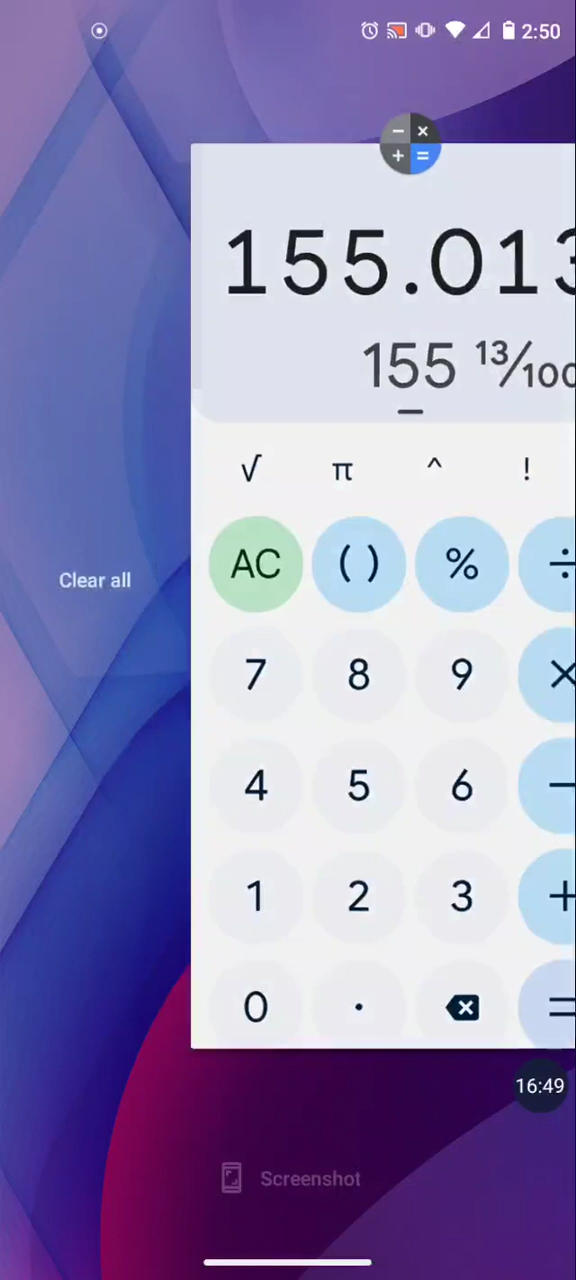 2:50
155.013
155 13/100
√ π ^ !
AC ( ) % ÷
7 8 9 ×
Clear all
4 5 6 −
1 2 3 +
0 . =
16:49
Screenshot